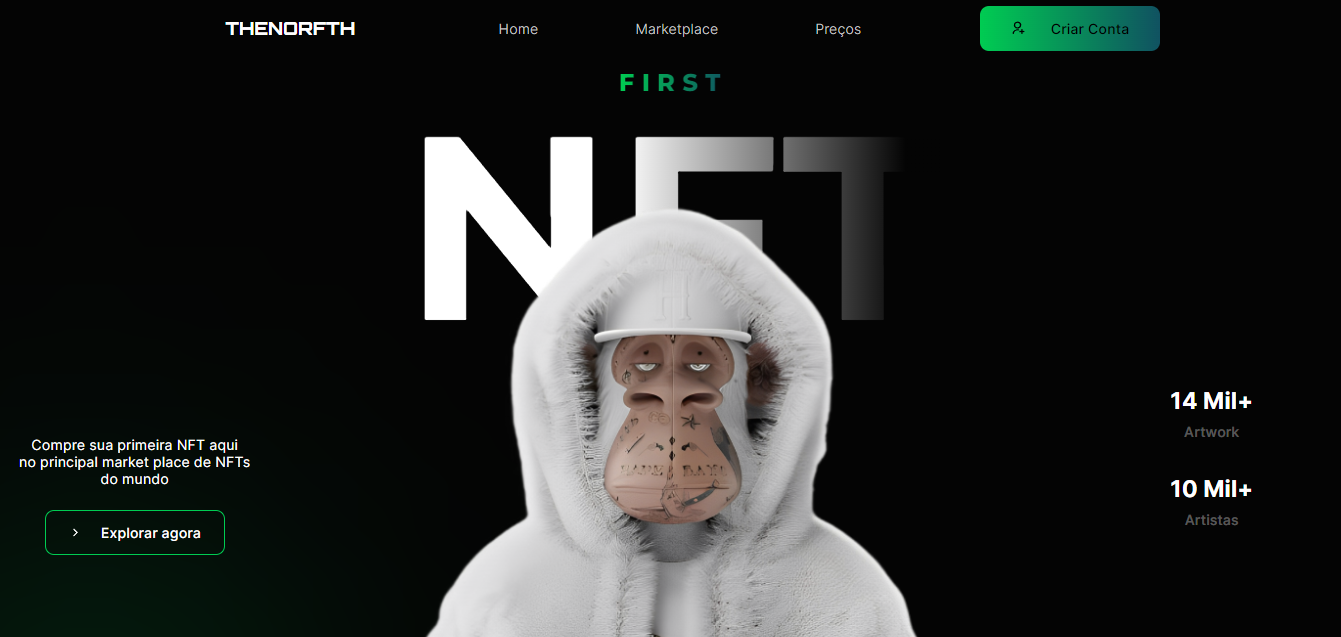 THENORFTH
Home
Marketplace
Preços
Criar Conta
FIRST
NFT
H
Compre sua primeira NFT aqui
no principal market place de NFTs
do mundo
Explorar agora
14 Mil+
Artwork
10 Mil+
Artistas